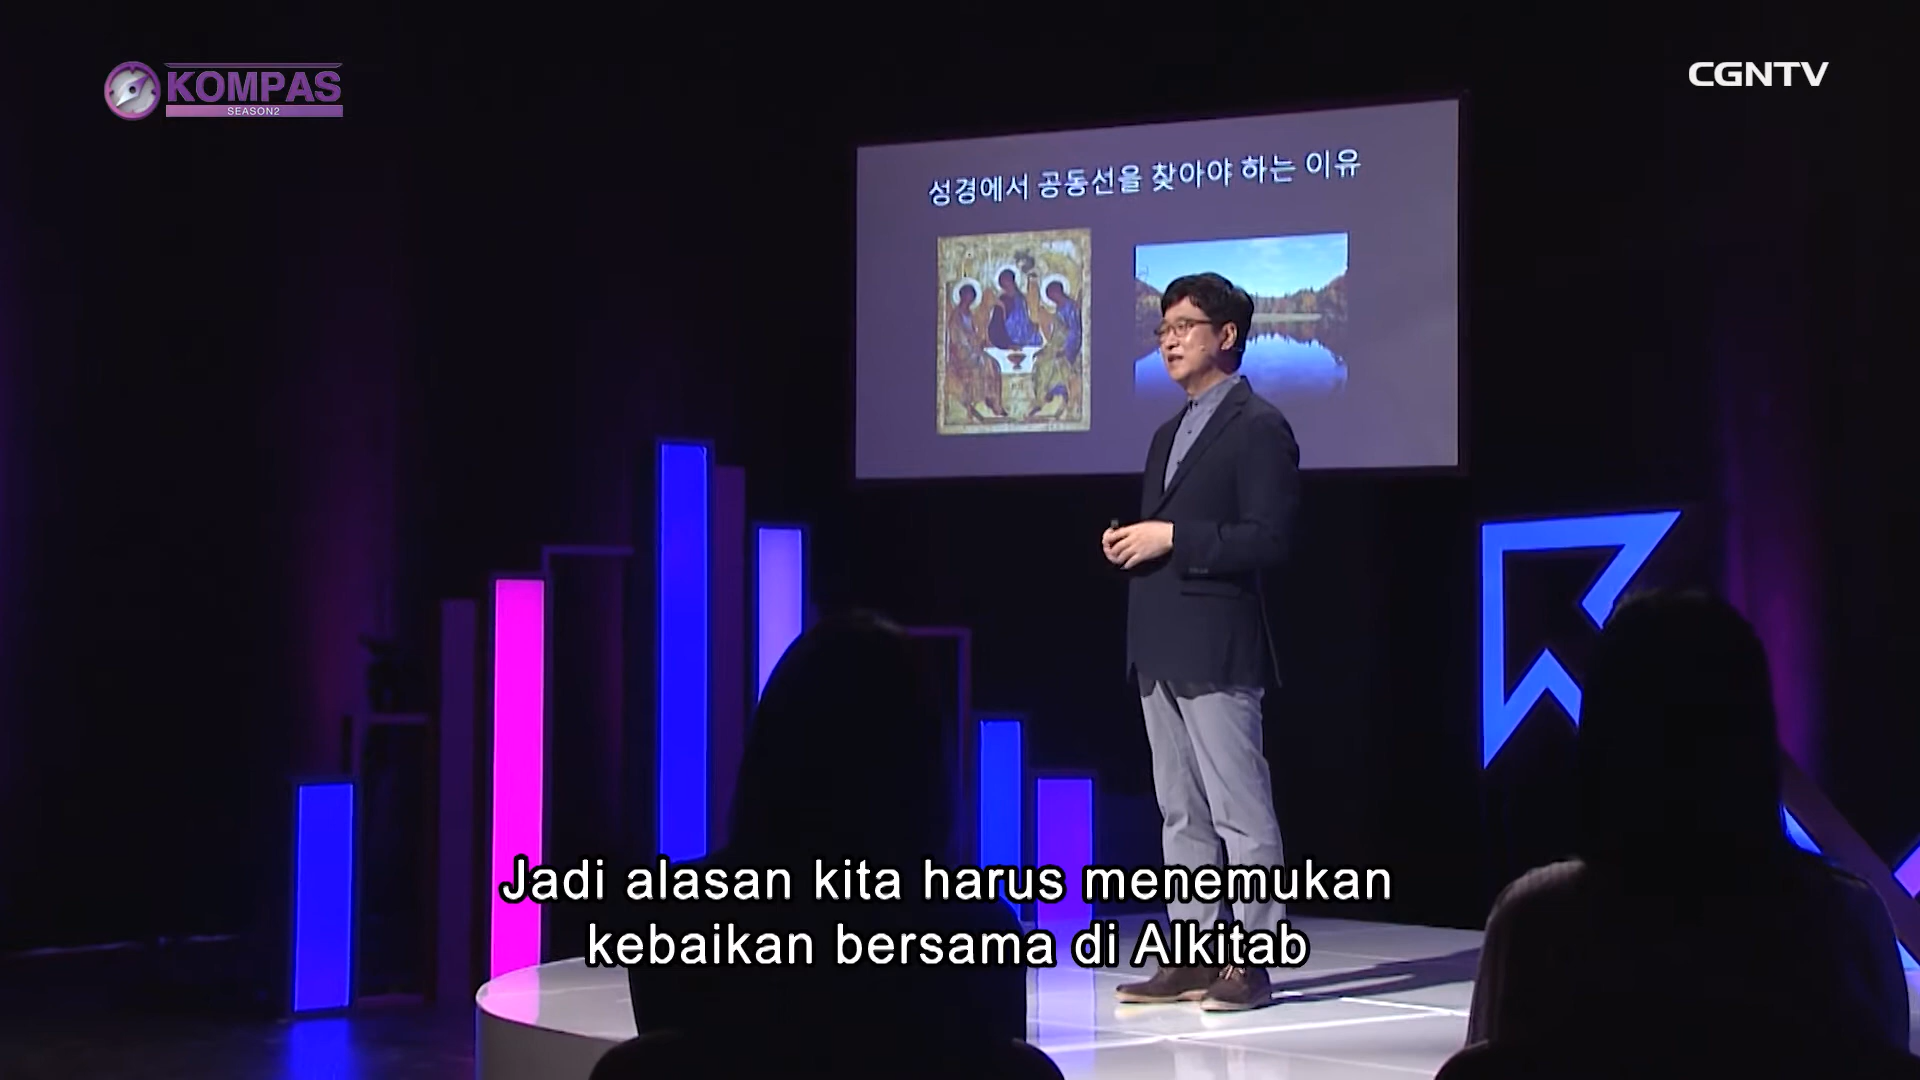 KOMPAS
SEASON2
CGNTV
성경에서 공동선을 찾아야 하는 이유
Jadi alasan kita harus menemukan
kebaikan bersama di Alkitab